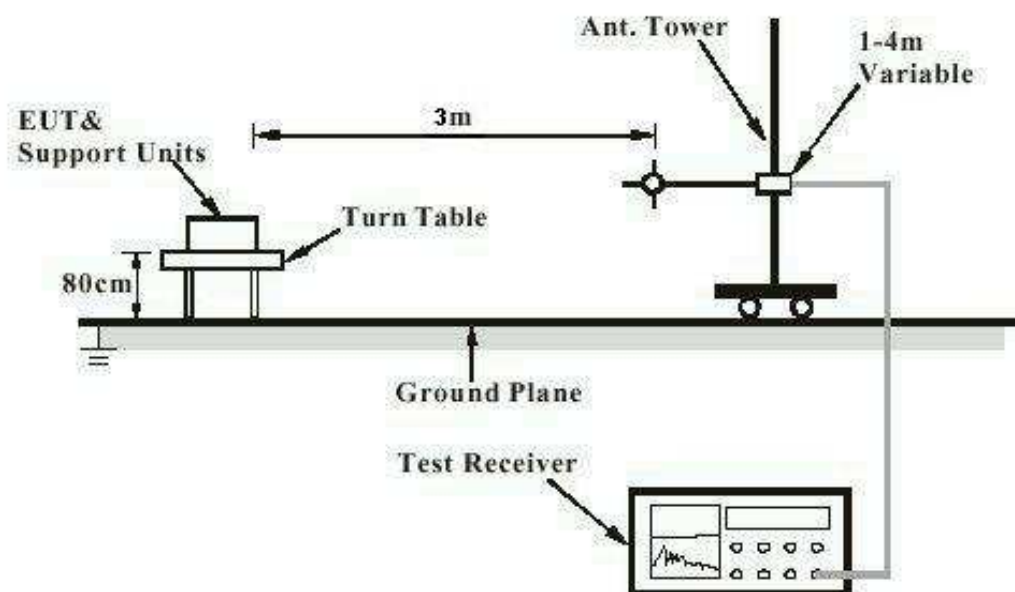 Ant. Tower
1-4m
Variable
3m
EUT&
Support Units
Turn Table
80cm
Ground Plane
Test Receiver